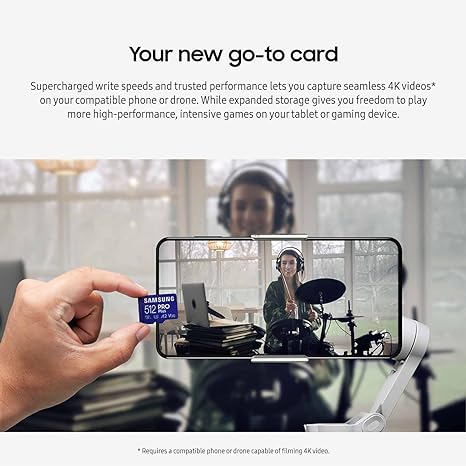 Your new go-to card
Supercharged write speeds and trusted performance lets you capture seamless 4K videos*
on your compatible phone or drone. While expanded storage gives you freedom to play
more high-performance, intensive games on your tablet or gaming device.
SAMSUNG
512 PRO
Plus
* Requires a compatible phone or drone capable of filming 4K video.